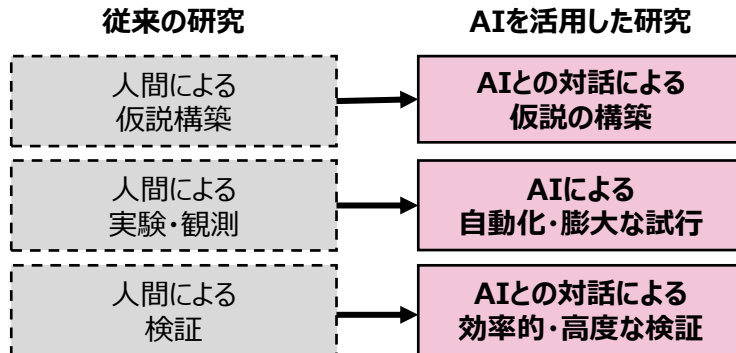 従来の研究
AIを活用した研究
人間による
仮説構築
AIとの対話による
仮説の構築
人間による
実験・観測
AIによる
自動化・膨大な試行
人間による
検証
AIとの対話による
効率的・高度な検証